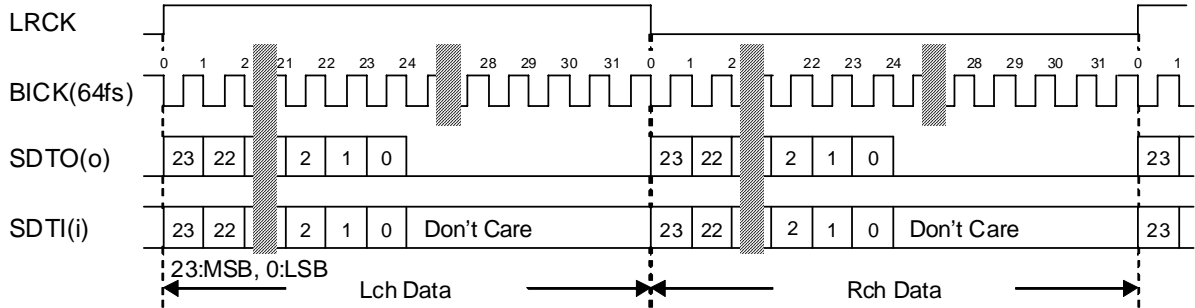 LRCK
0 1 2 21 22 23 24 28 29 30 31 0 1 2 22 23 24 28 29 30 31 0 1
BICK(64fs)
SDTO(o) 23 22 2 1 0 23 22 2 1 0 23
SDTI(i) 23 22 2 1 0 Don't Care 23 22 2 1 0 Don't Care 23
23:MSB, 0:LSB
Lch Data Rch Data